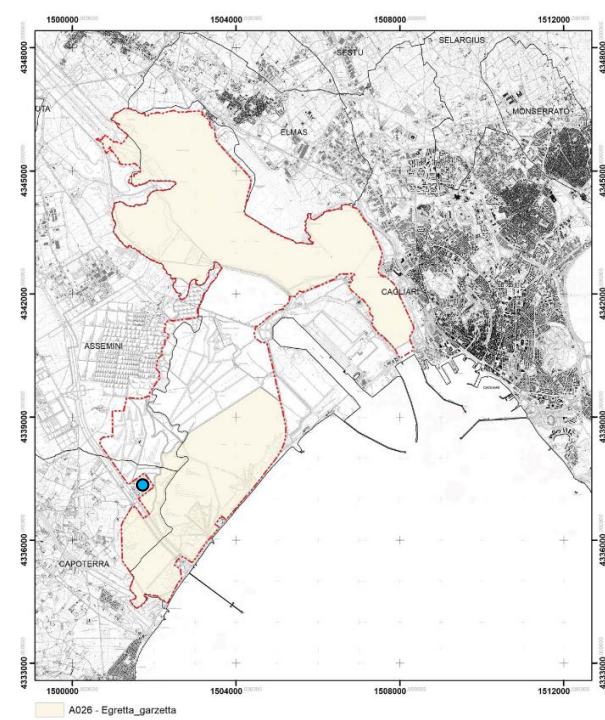 1500000 1504000 1508000 1512000
4348000 4348000
SELARGIUS
SESTU
UTA
MONSERRATO
ELMAS
4345000 4345000
4342000 4342000
CAGLIARI
ASSEMINI
4339000 4339000
4336000 4336000
CAPOTERRA
4333000 4333000
1500000 1504000 1508000 1512000
A026 - Egretta_garzetta